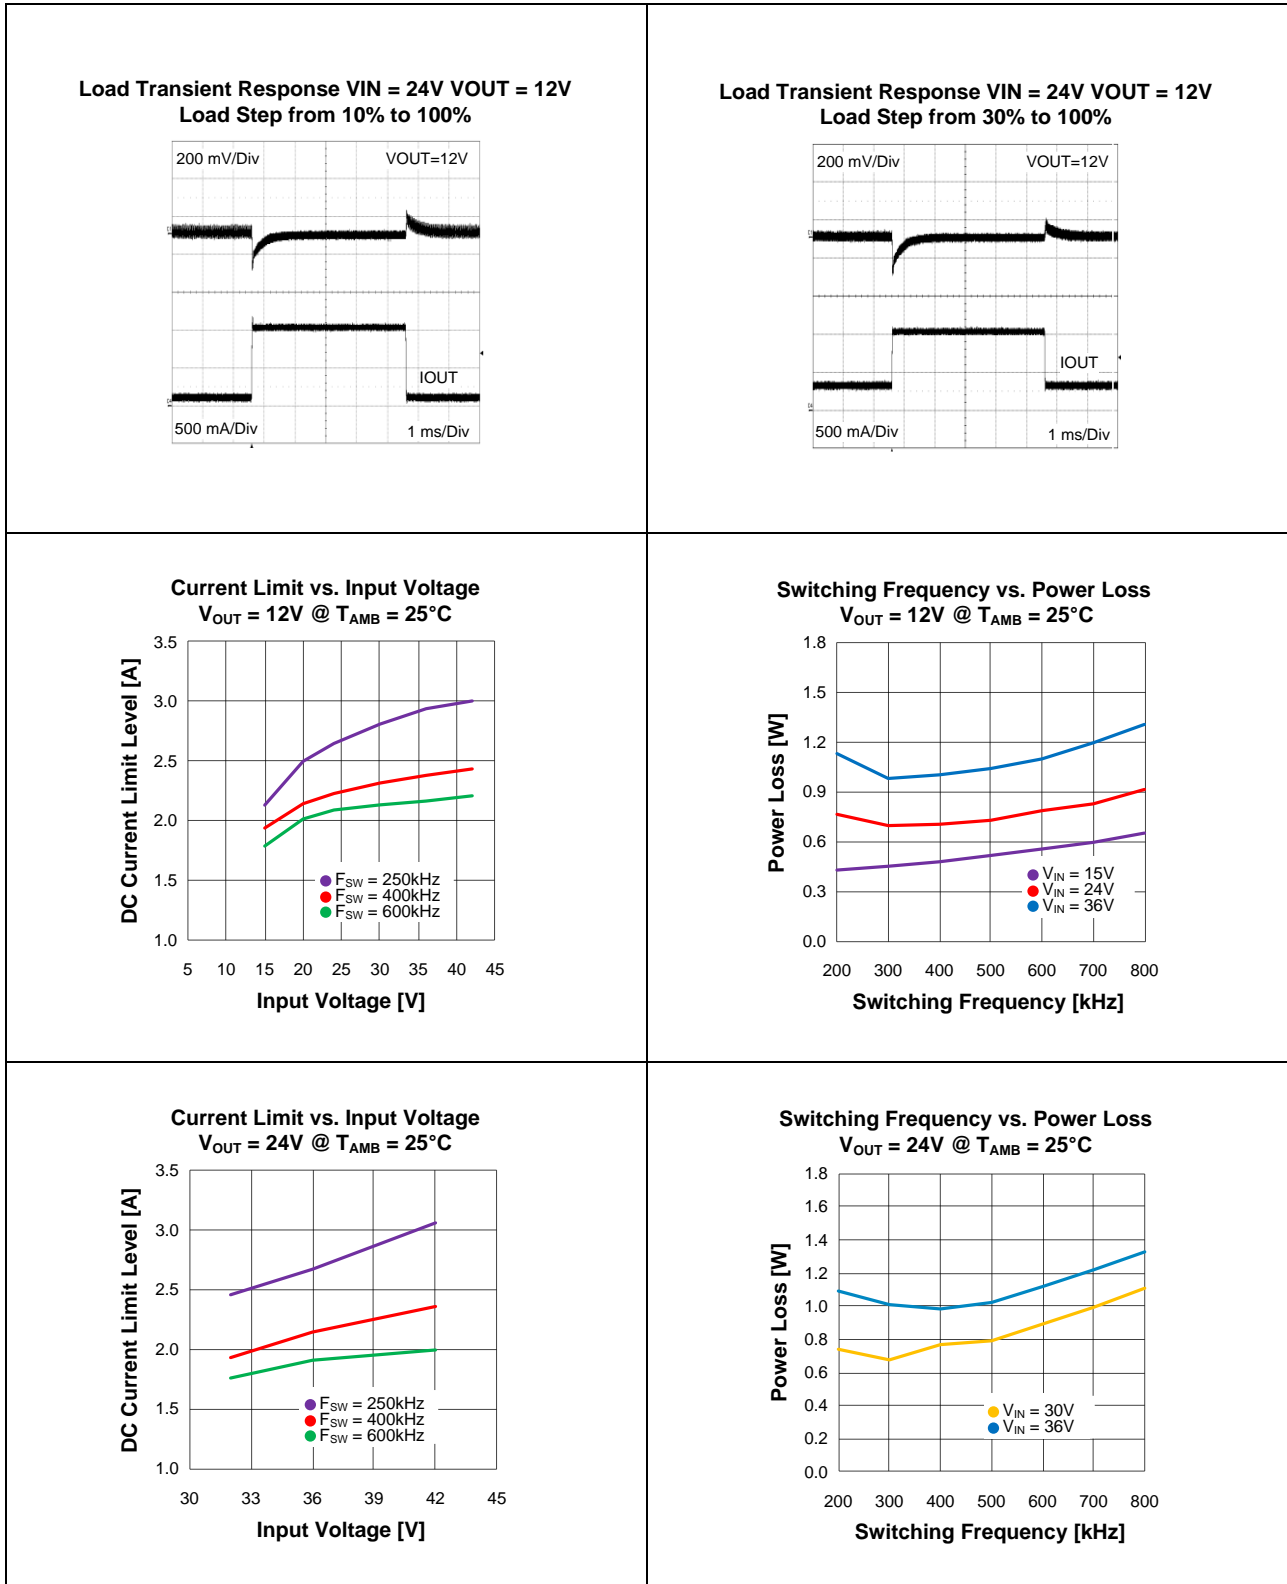 Load Transient Response VIN = 24V VOUT = 12V
Load Step from 10% to 100%
200 mV/Div
VOUT=12V
IOUT
500 mA/Div
1 ms/Div
Load Transient Response VIN = 24V VOUT = 12V
Load Step from 30% to 100%
200 mV/Div
VOUT=12V
IOUT
500 mA/Div
1 ms/Div
Current Limit vs. Input Voltage
VOUT = 12V @ TAMB = 25°C
DC Current Limit Level [A]
3.5
3.0
2.5
2.0
1.5
1.0
FSW = 250kHz
FSW = 400kHz
FSW = 600kHz
5 10 15 20 25 30 35 40 45
Input Voltage [V]
Switching Frequency vs. Power Loss
VOUT = 12V @ TAMB = 25°C
Power Loss [W]
1.8
1.5
1.2
0.9
0.6
0.3
0.0
VIN = 15V
VIN = 24V
VIN = 36V
200 300 400 500 600 700 800
Switching Frequency [kHz]
Current Limit vs. Input Voltage
VOUT = 24V @ TAMB = 25°C
DC Current Limit Level [A]
3.5
3.0
2.5
2.0
1.5
1.0
FSW = 250kHz
FSW = 400kHz
FSW = 600kHz
30 33 36 39 42 45
Input Voltage [V]
Switching Frequency vs. Power Loss
VOUT = 24V @ TAMB = 25°C
Power Loss [W]
1.8
1.6
1.4
1.2
1.0
0.8
0.6
0.4
0.2
0.0
VIN = 30V
VIN = 36V
200 300 400 500 600 700 800
Switching Frequency [kHz]